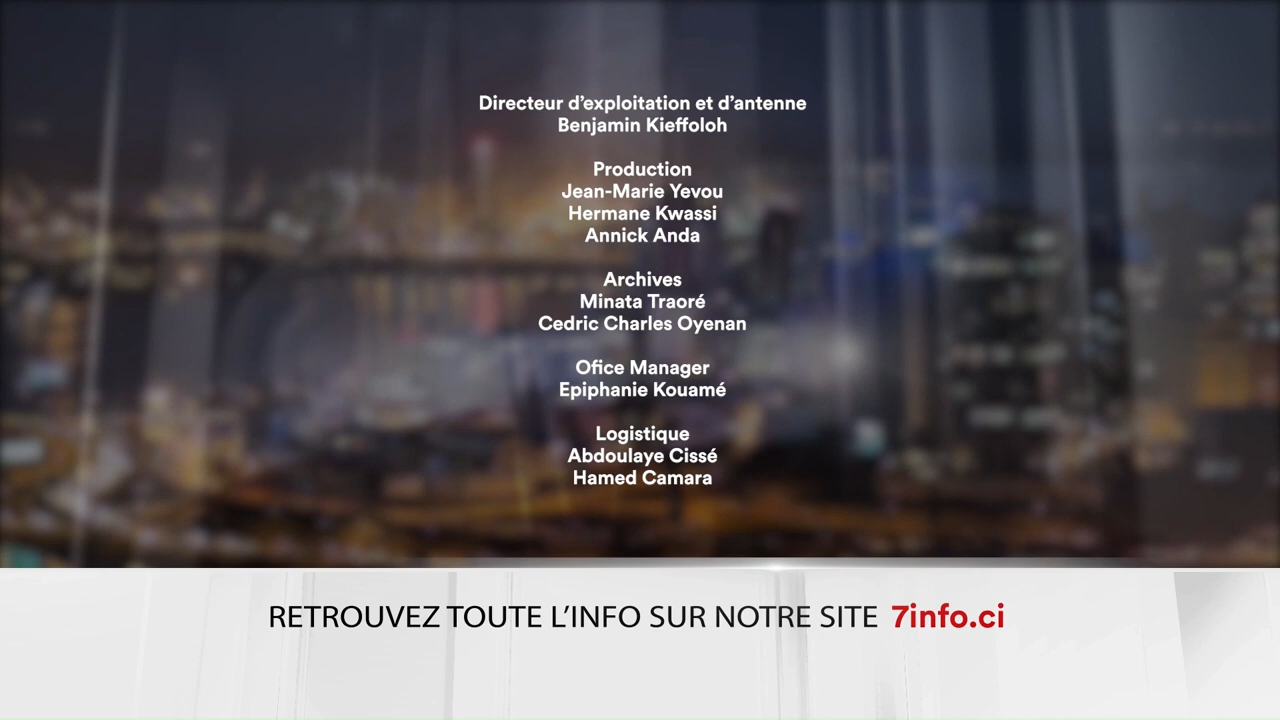 Directeur d’exploitation et d’antenne
Benjamin Kieffoloh
Production
Jean-Marie Yevou
Hermane Kwassi
Annick Anda
Archives
Minata Traoré
Cedric Charles Oyenan
Ofice Manager
Epiphanie Kouamé
Logistique
Abdoulaye Cissé
Hamed Camara
RETROUVEZ TOUTE L’INFO SUR NOTRE SITE 7info.ci